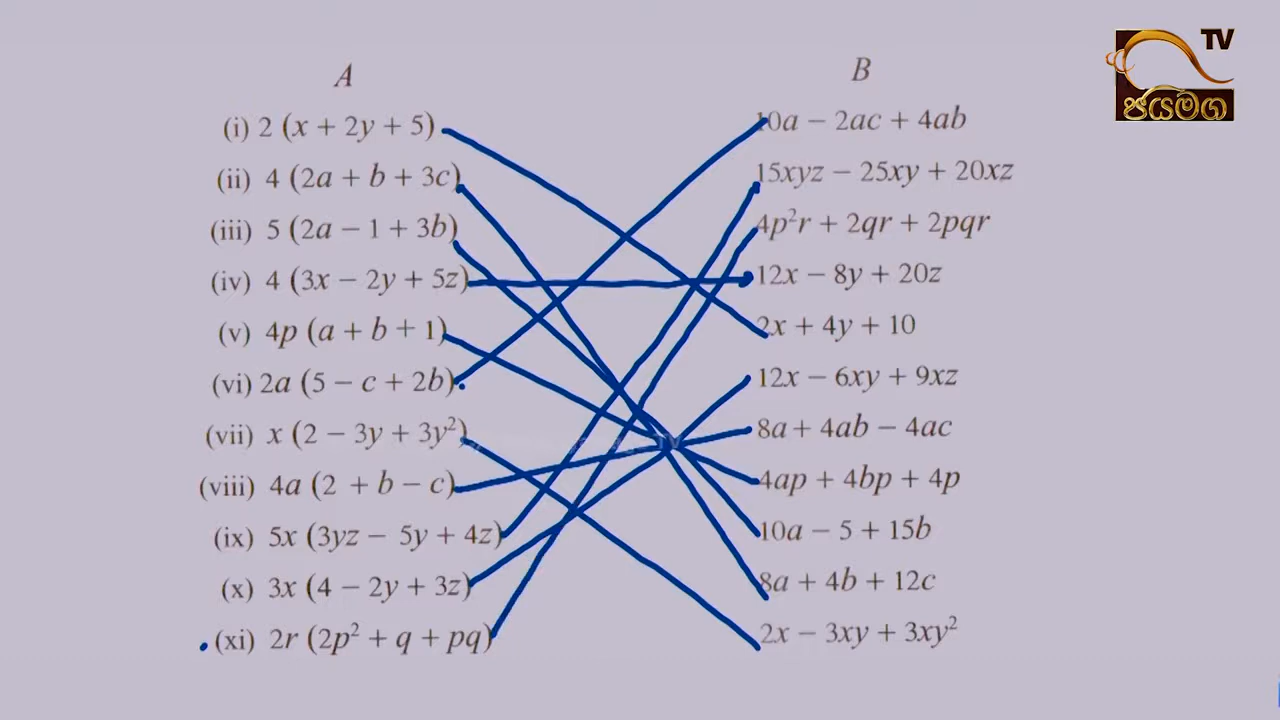 TV
ජයමග
A B
(i) 2 (x + 2y + 5) 10a − 2ac + 4ab
(ii) 4 (2a + b + 3c) 15xyz − 25xy + 20xz
(iii) 5 (2a − 1 + 3b) 4p²r + 2qr + 2pqr
(iv) 4 (3x − 2y + 5z) 12x − 8y + 20z
(v) 4p (a + b + 1) 2x + 4y + 10
(vi) 2a (5 − c + 2b) 12x − 6xy + 9xz
(vii) x (2 − 3y + 3y²) 8a + 4ab − 4ac
(viii) 4a (2 + b − c) 4ap + 4bp + 4p
(ix) 5x (3yz − 5y + 4z) 10a − 5 + 15b
(x) 3x (4 − 2y + 3z) 8a + 4b + 12c
(xi) 2r (2p² + q + pq) 2x − 3xy + 3xy²